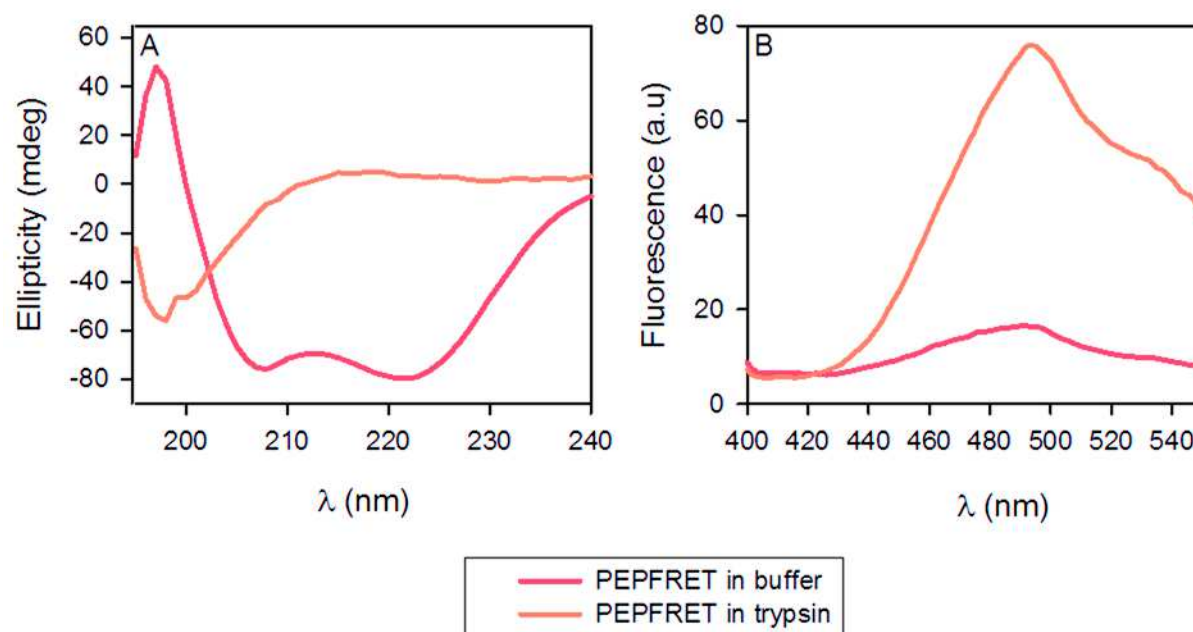 A
Ellipticity (mdeg)
60
40
20
0
-20
-40
-60
-80
200 210 220 230 240
λ (nm)
B
Fluorescence (a.u)
80
60
40
20
0
400 420 440 460 480 500 520 540
λ (nm)
PEPFRET in buffer
PEPFRET in trypsin